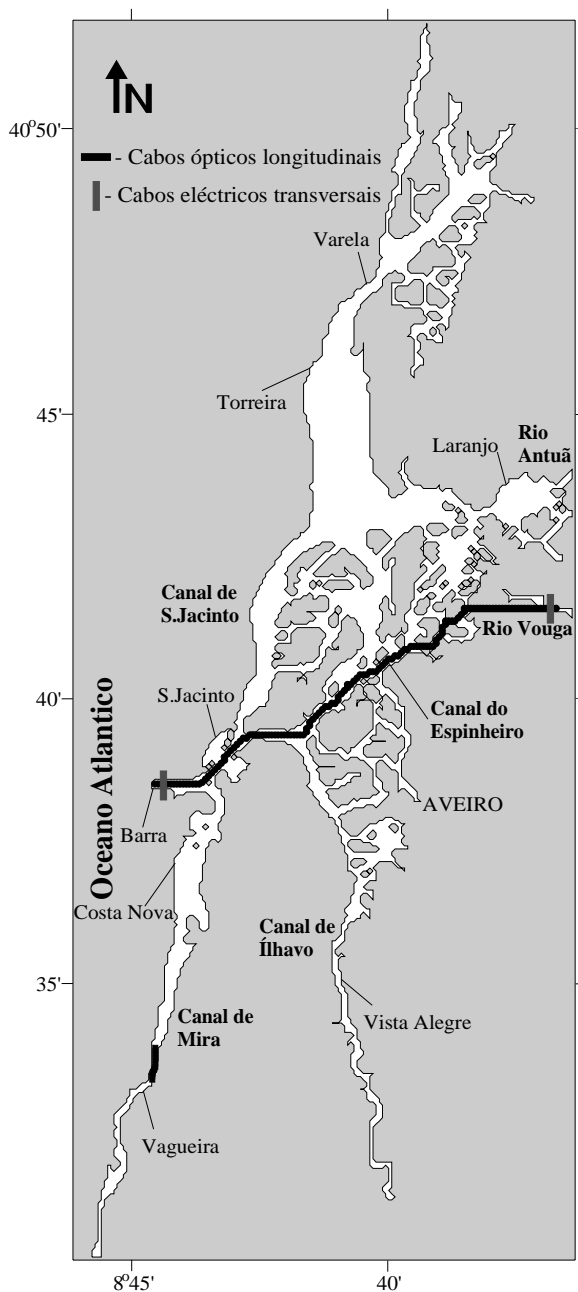 N
40°50'
- Cabos ópticos longitudinais
- Cabos eléctricos transversais
Varela
Torreira
45'
Laranjo
Rio
Antuã
Canal de
S.Jacinto
Rio Vouga
S.Jacinto
40'
Canal do
Espinheiro
Oceano Atlantico
AVEIRO
Barra
Costa Nova
Canal de
Ílhavo
35'
Vista Alegre
Canal de
Mira
Vagueira
8°45'
40'